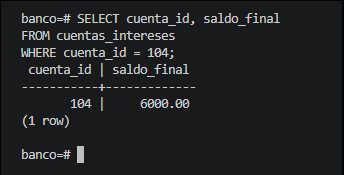 banco=# SELECT cuenta_id, saldo_final
FROM cuentas_intereses
WHERE cuenta_id = 104;
 cuenta_id | saldo_final
-----------+-------------
       104 |     6000.00
(1 row)

banco=#